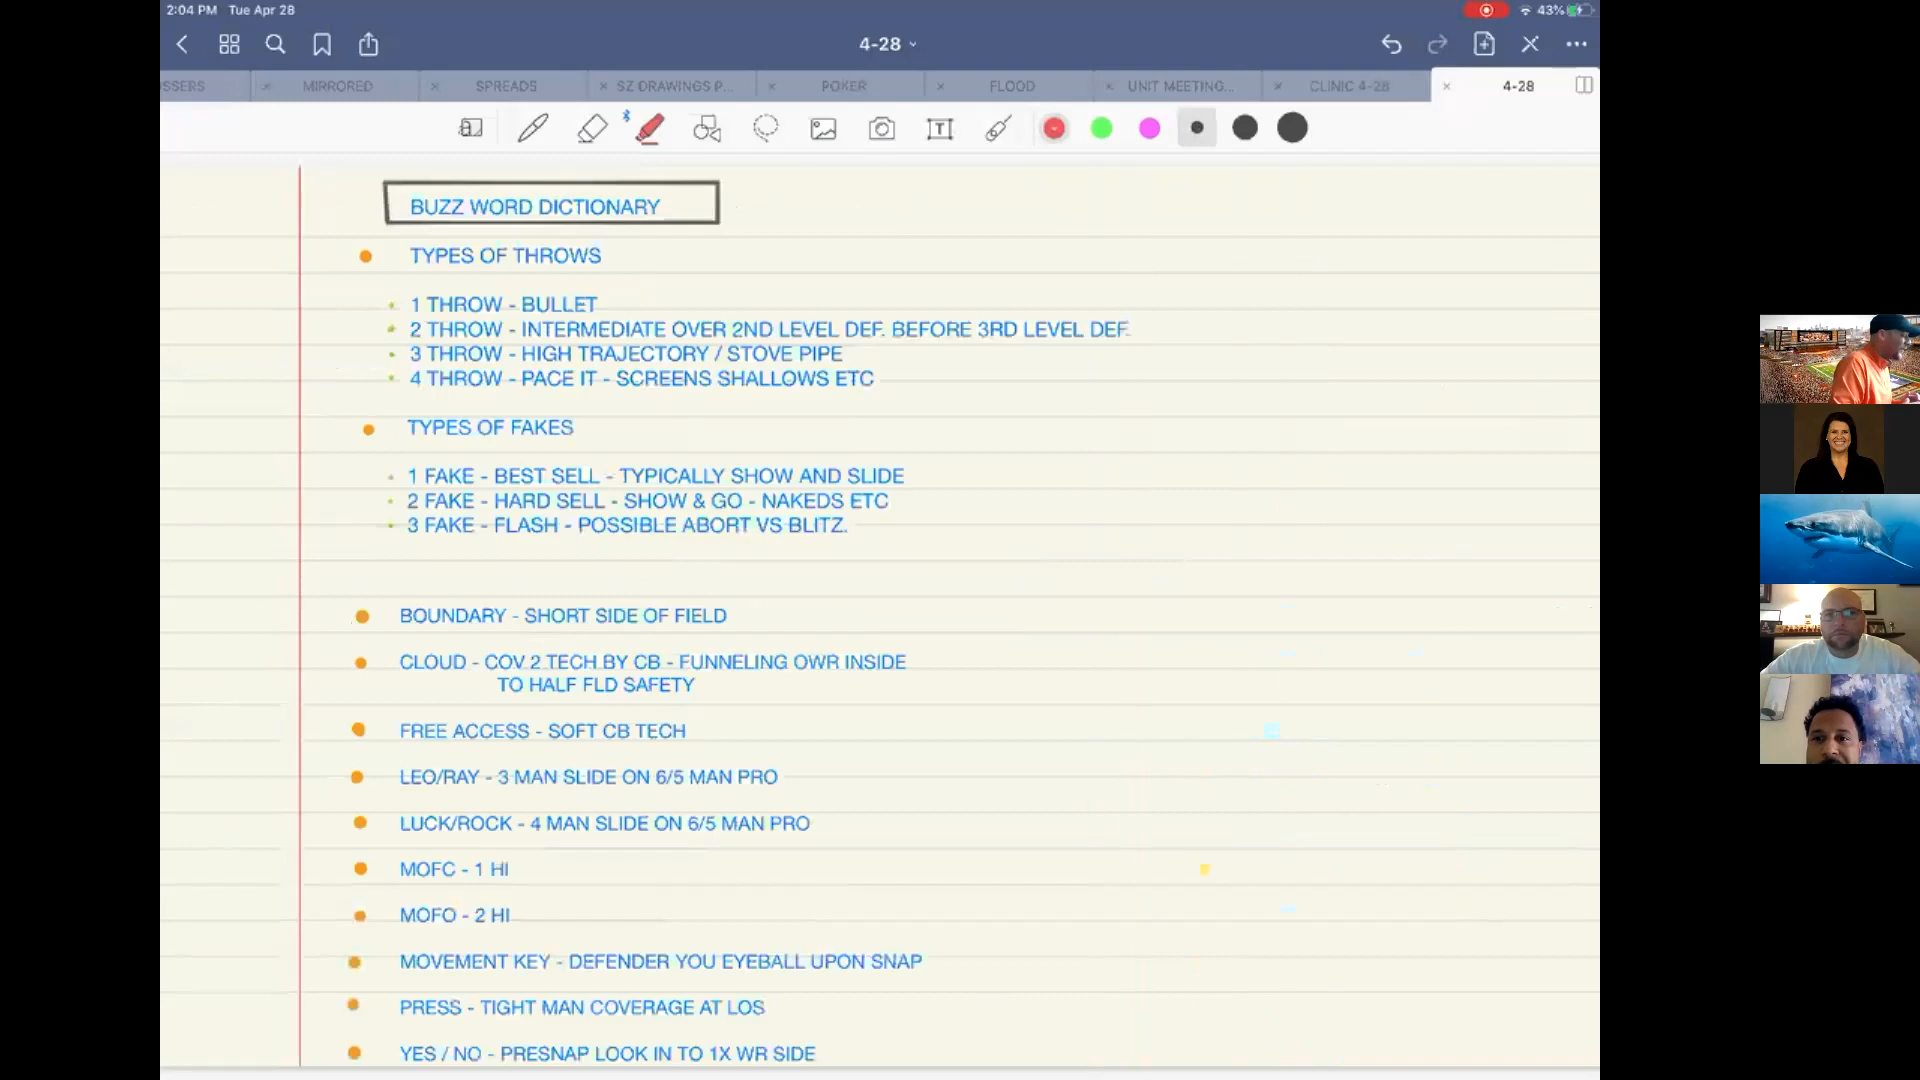 2:04 PM Tue Apr 28
43%
4-28
SSERS
MIRRORED
SPREADS
SZ DRAWINGS P...
POKER
FLOOD
UNIT MEETING...
CLINIC 4-28
4-28
BUZZ WORD DICTIONARY
TYPES OF THROWS
1 THROW - BULLET
2 THROW - INTERMEDIATE OVER 2ND LEVEL DEF. BEFORE 3RD LEVEL DEF.
3 THROW - HIGH TRAJECTORY / STOVE PIPE
4 THROW - PACE IT - SCREENS SHALLOWS ETC
TYPES OF FAKES
1 FAKE - BEST SELL - TYPICALLY SHOW AND SLIDE
2 FAKE - HARD SELL - SHOW & GO - NAKEDS ETC
3 FAKE - FLASH - POSSIBLE ABORT VS BLITZ.
BOUNDARY - SHORT SIDE OF FIELD
CLOUD - COV 2 TECH BY CB - FUNNELING OWR INSIDE
TO HALF FLD SAFETY
FREE ACCESS - SOFT CB TECH
LEO/RAY - 3 MAN SLIDE ON 6/5 MAN PRO
LUCK/ROCK - 4 MAN SLIDE ON 6/5 MAN PRO
MOFC - 1 HI
MOFO - 2 HI
MOVEMENT KEY - DEFENDER YOU EYEBALL UPON SNAP
PRESS - TIGHT MAN COVERAGE AT LOS
YES / NO - PRESNAP LOOK IN TO 1X WR SIDE